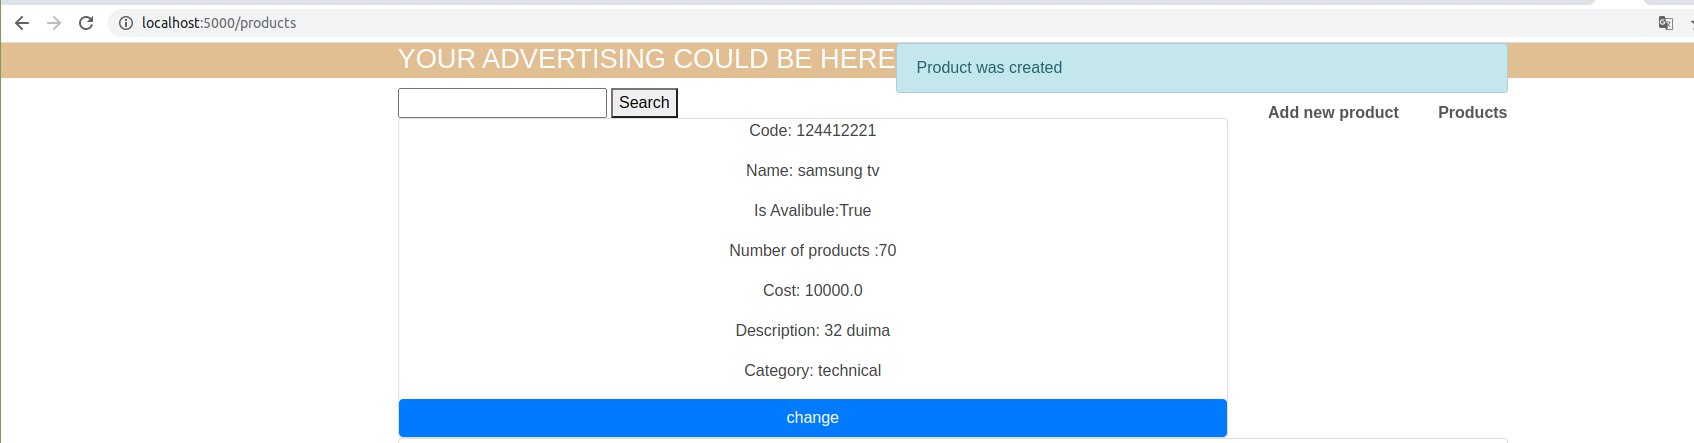 localhost:5000/products
YOUR ADVERTISING COULD BE HERE
Product was created
Search
Add new product
Products
Code: 124412221
Name: samsung tv
Is Avalibule:True
Number of products :70
Cost: 10000.0
Description: 32 duima
Category: technical
change